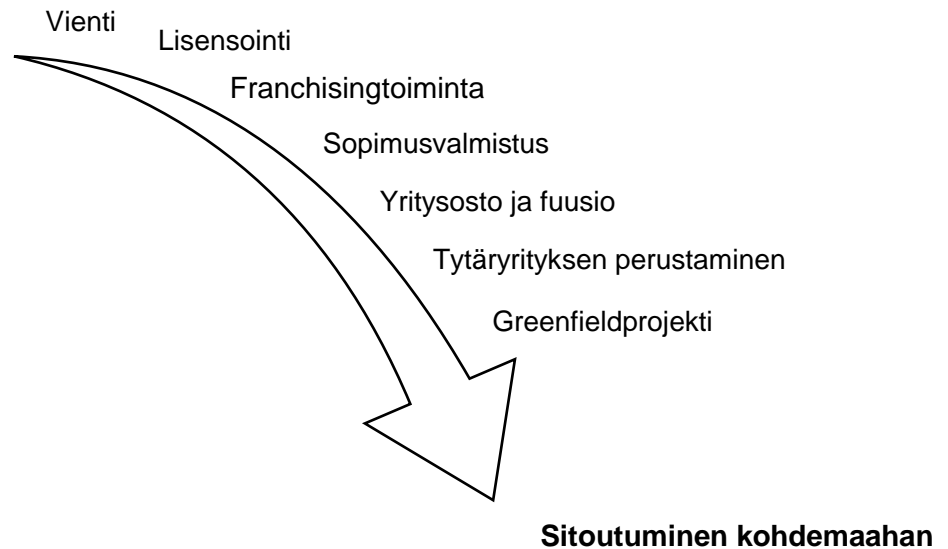 Vienti
Lisensointi
Franchisingtoiminta
Sopimusvalmistus
Yritysosto ja fuusio
Tytäryrityksen perustaminen
Greenfieldprojekti
Sitoutuminen kohdemaahan